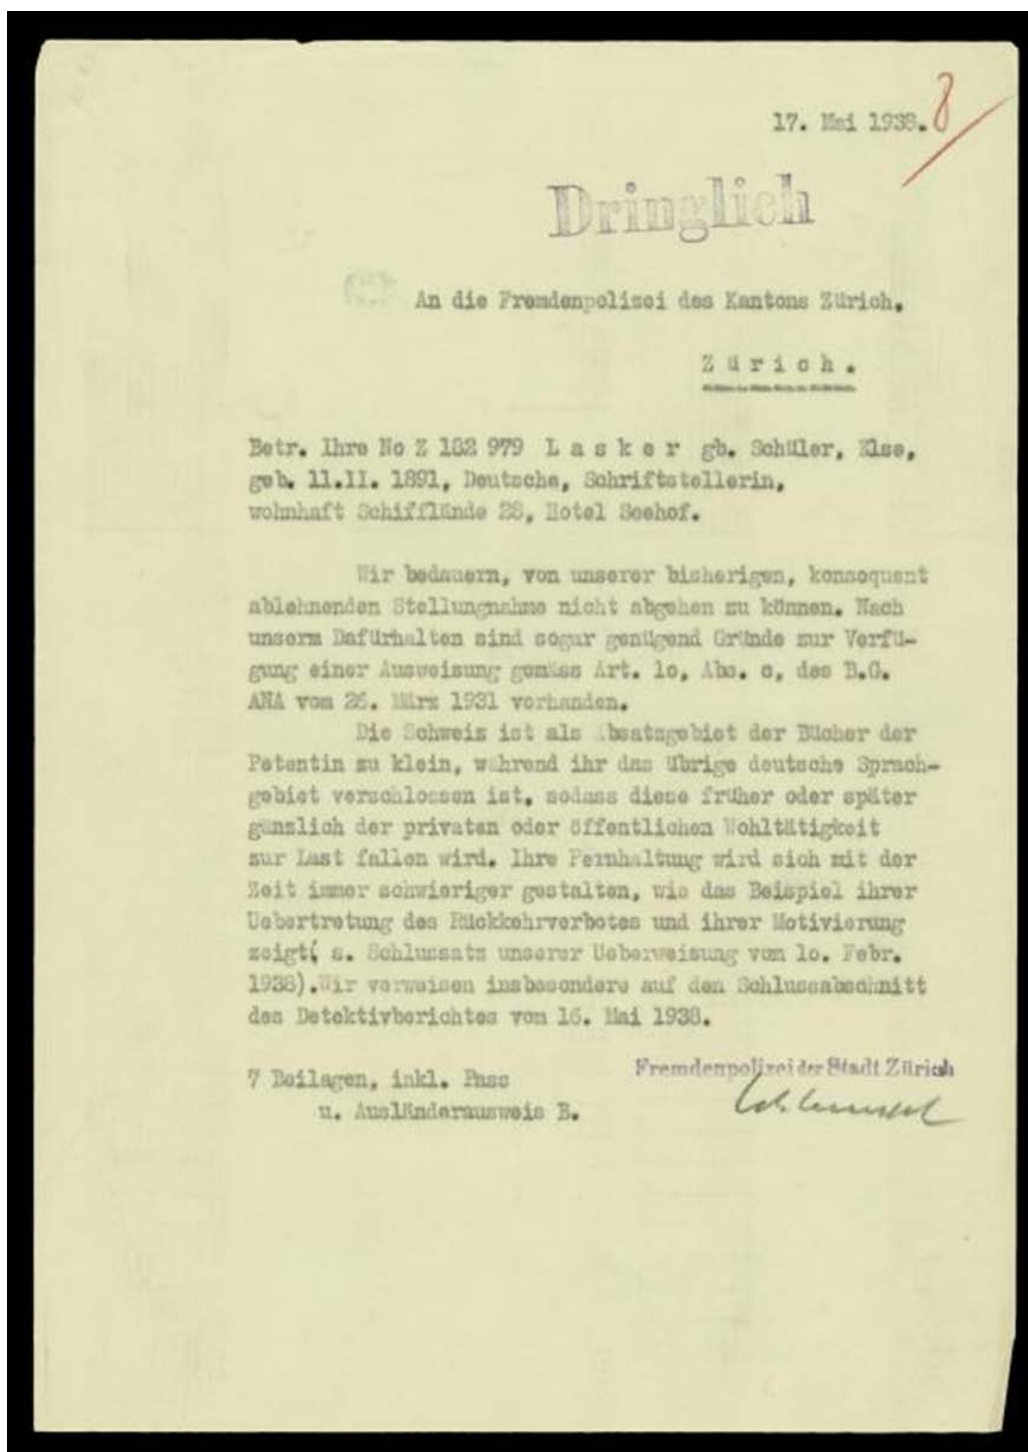 17. Mai 1938.
8
Dringlich
An die Fremdenpolizei des Kantons Zürich.
Z ü r i c h .
Betr. Ihre No Z 182 979 L a s k e r gb. Schüler, Else,
geb. 11.II. 1891, Deutsche, Schriftstellerin,
wohnhaft Schifflände 28, Hotel Seehof.
Wir bedauern, von unserer bisherigen, konsequent
ablehnenden Stellungnahme nicht abgehen zu können. Nach
unserm Dafürhalten sind sogar genügend Gründe zur Verfü-
gung einer Ausweisung gemäss Art. 1o, Abs. c, des B.G.
ANA vom 26. März 1931 vorhanden.
Die Schweiz ist als Absatzgebiet der Bücher der
Petentin zu klein, während ihr das übrige deutsche Sprach-
gebiet verschlossen ist, sodass diese früher oder später
gänzlich der privaten oder öffentlichen Wohltätigkeit
zur Last fallen wird. Ihre Fernhaltung wird sich mit der
Zeit immer schwieriger gestalten, wie das Beispiel ihrer
Uebertretung des Rückkehrverbotes und ihrer Motivierung
zeigt( s. Schlussatz unserer Ueberweisung vom 1o. Febr.
1938).Wir verweisen insbesondere auf den Schlussabschnitt
des Detektivberichtes vom 16. Mai 1938.
7 Beilagen, inkl. Pass
u. Ausländerausweis B.
Fremdenpolizei der Stadt Zürich